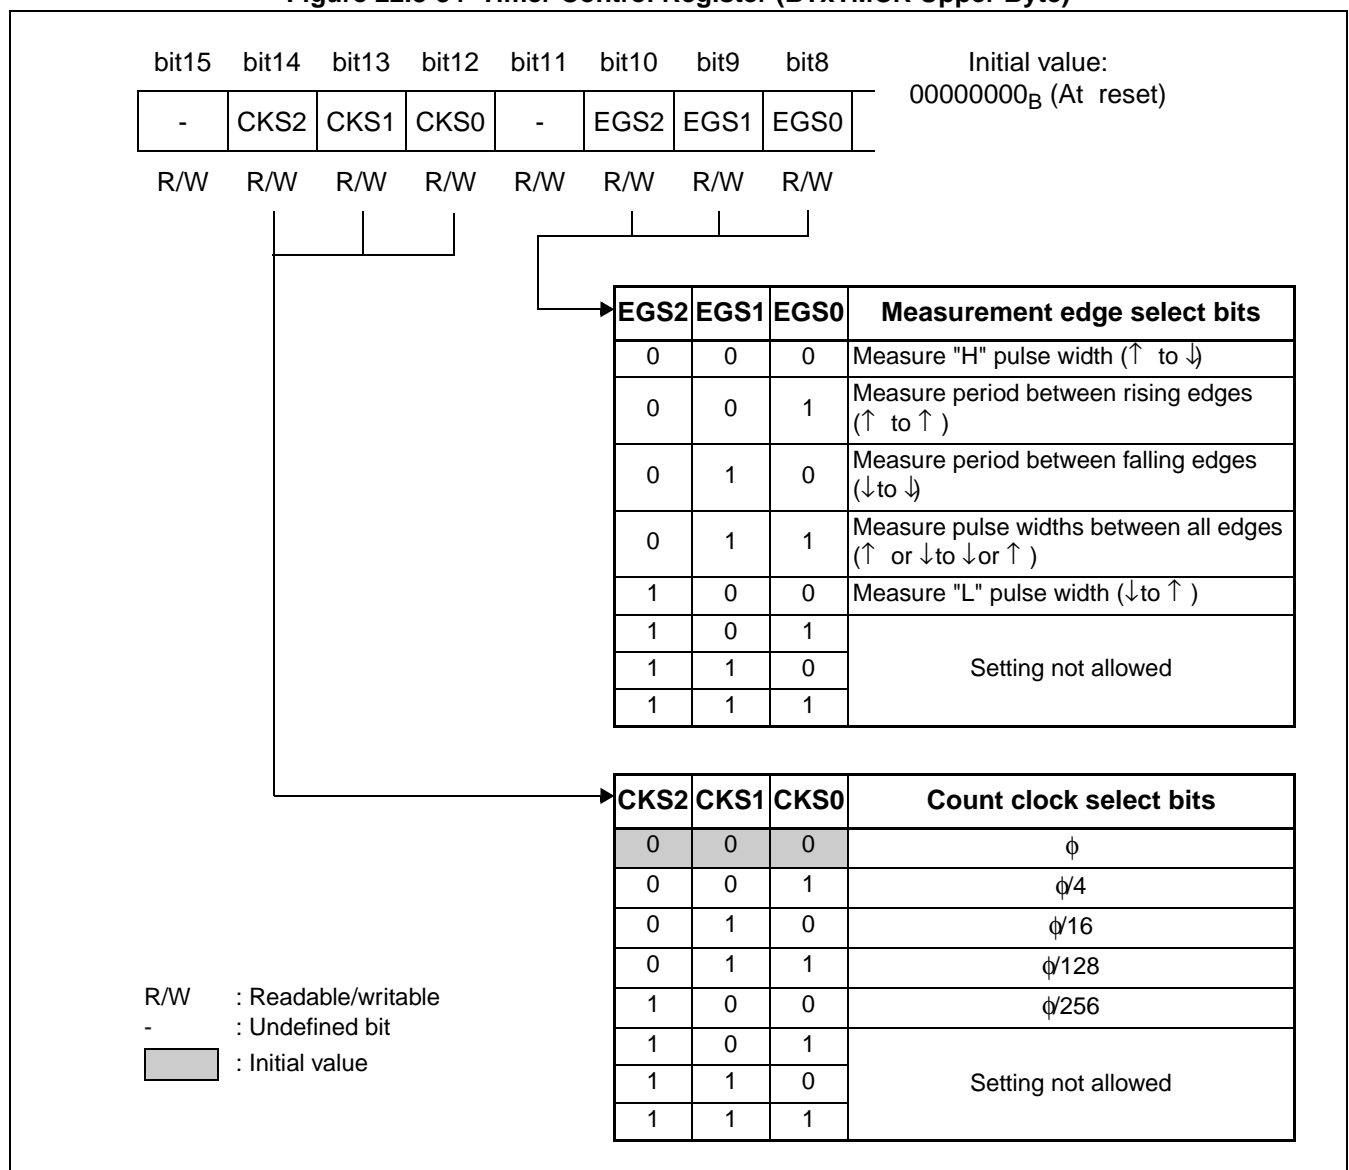 bit15 bit14 bit13 bit12 bit11 bit10 bit9 bit8 Initial value:
00000000B (At reset)
- CKS2 CKS1 CKS0 - EGS2 EGS1 EGS0
R/W R/W R/W R/W R/W R/W R/W R/W
EGS2 EGS1 EGS0 Measurement edge select bits
0 0 0 Measure "H" pulse width (↑ to ↓)
0 0 1 Measure period between rising edges
(↑ to ↑ )
0 1 0 Measure period between falling edges
(↓to ↓)
0 1 1 Measure pulse widths between all edges
(↑ or ↓to ↓or ↑ )
1 0 0 Measure "L" pulse width (↓to ↑ )
1 0 1
1 1 0 Setting not allowed
1 1 1
CKS2 CKS1 CKS0 Count clock select bits
0 0 0 ϕ
0 0 1 ϕ/4
0 1 0 ϕ/16
0 1 1 ϕ/128
1 0 0 ϕ/256
1 0 1
1 1 0 Setting not allowed
1 1 1
R/W : Readable/writable
- : Undefined bit
: Initial value